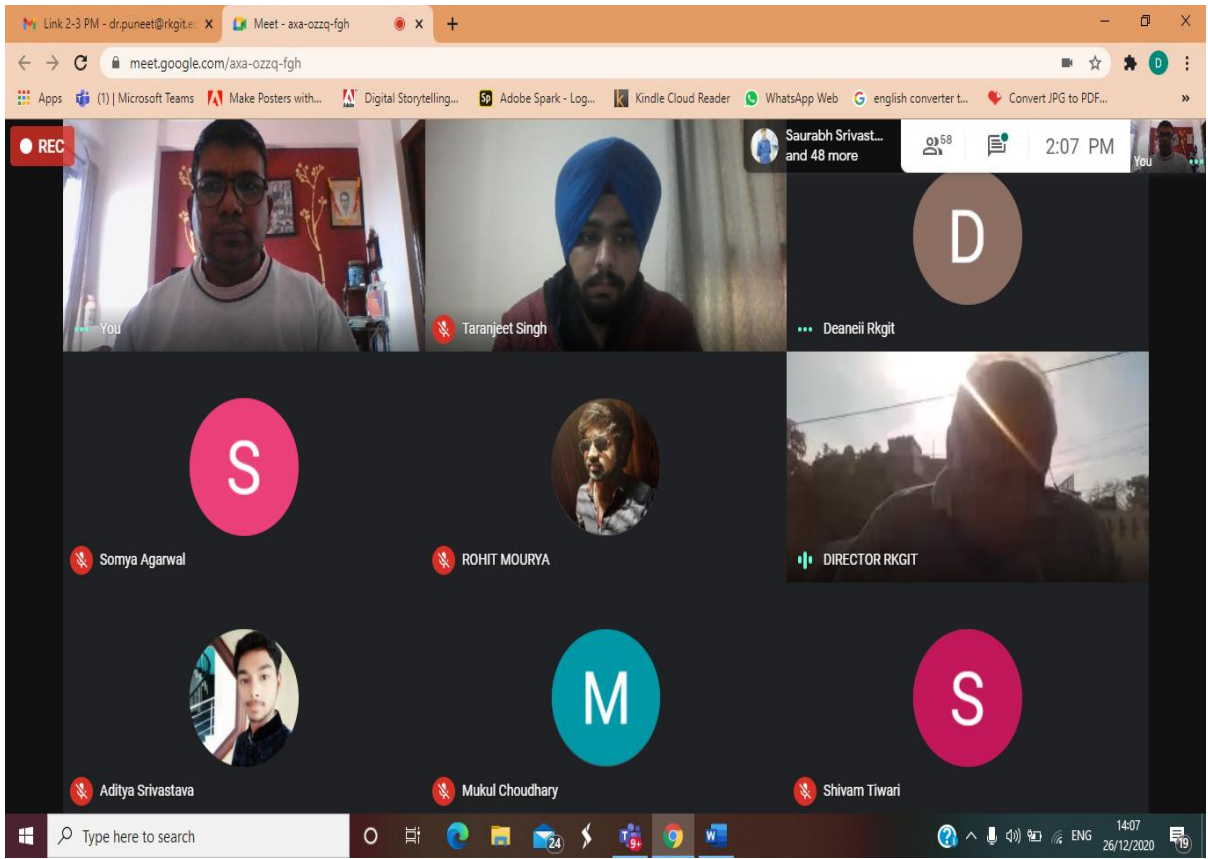 Link 2-3 PM - dr.puneet@rkgit.ec
Meet - axa-ozzq-fgh
meet.google.com/axa-ozzq-fgh
D
Apps
(1) | Microsoft Teams
Make Posters with...
Digital Storytelling...
Sp
Adobe Spark - Log...
Kindle Cloud Reader
WhatsApp Web
G
english converter t...
Convert JPG to PDF...
»
REC
Saurabh Srivast...
and 48 more
58
2:07 PM
You
D
You
Taranjeet Singh
Deaneii Rkgit
S
Somya Agarwal
ROHIT MOURYA
DIRECTOR RKGIT
M
S
Aditya Srivastava
Mukul Choudhary
Shivam Tiwari
Type here to search
24
T
9+
W
ENG
14:07
26/12/2020
19